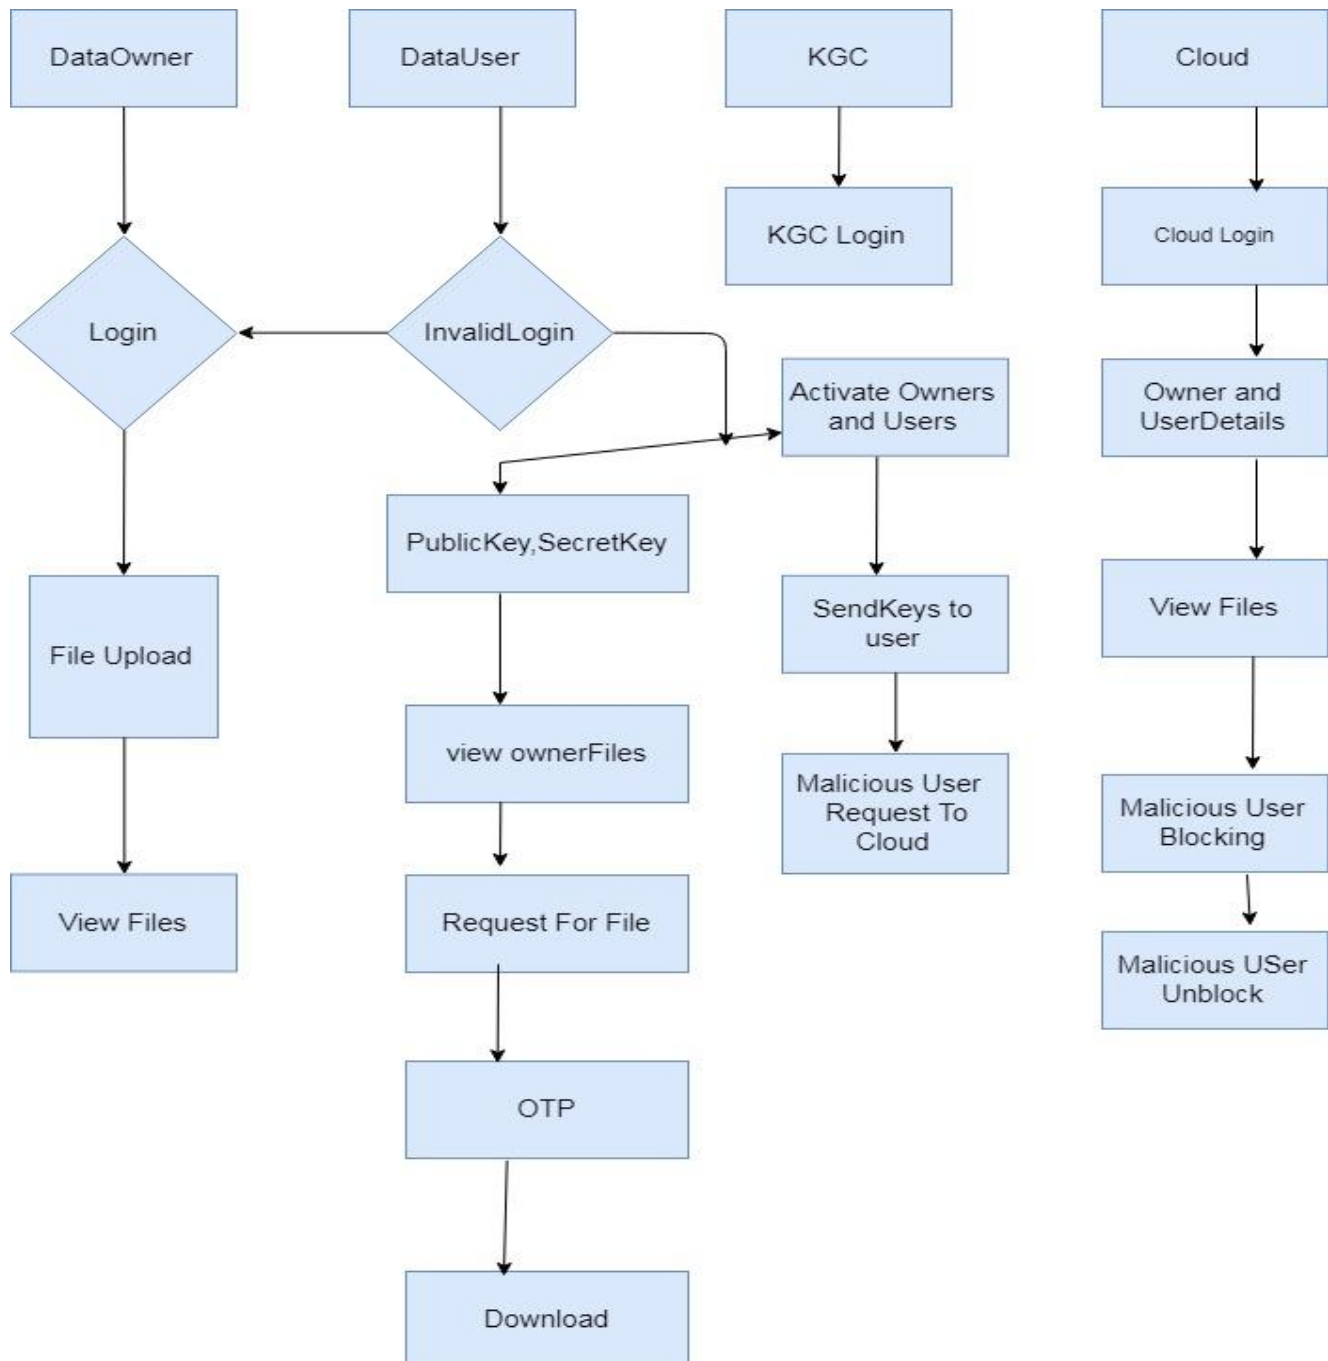 DataOwner
DataUser
KGC
Cloud
KGC Login
Cloud Login
Login
InvalidLogin
Activate Owners
and Users
Owner and
UserDetails
PublicKey,SecretKey
File Upload
SendKeys to
user
View Files
view ownerFiles
Malicious User
Request To
Cloud
Malicious User
Blocking
View Files
Request For File
Malicious USer
Unblock
OTP
Download